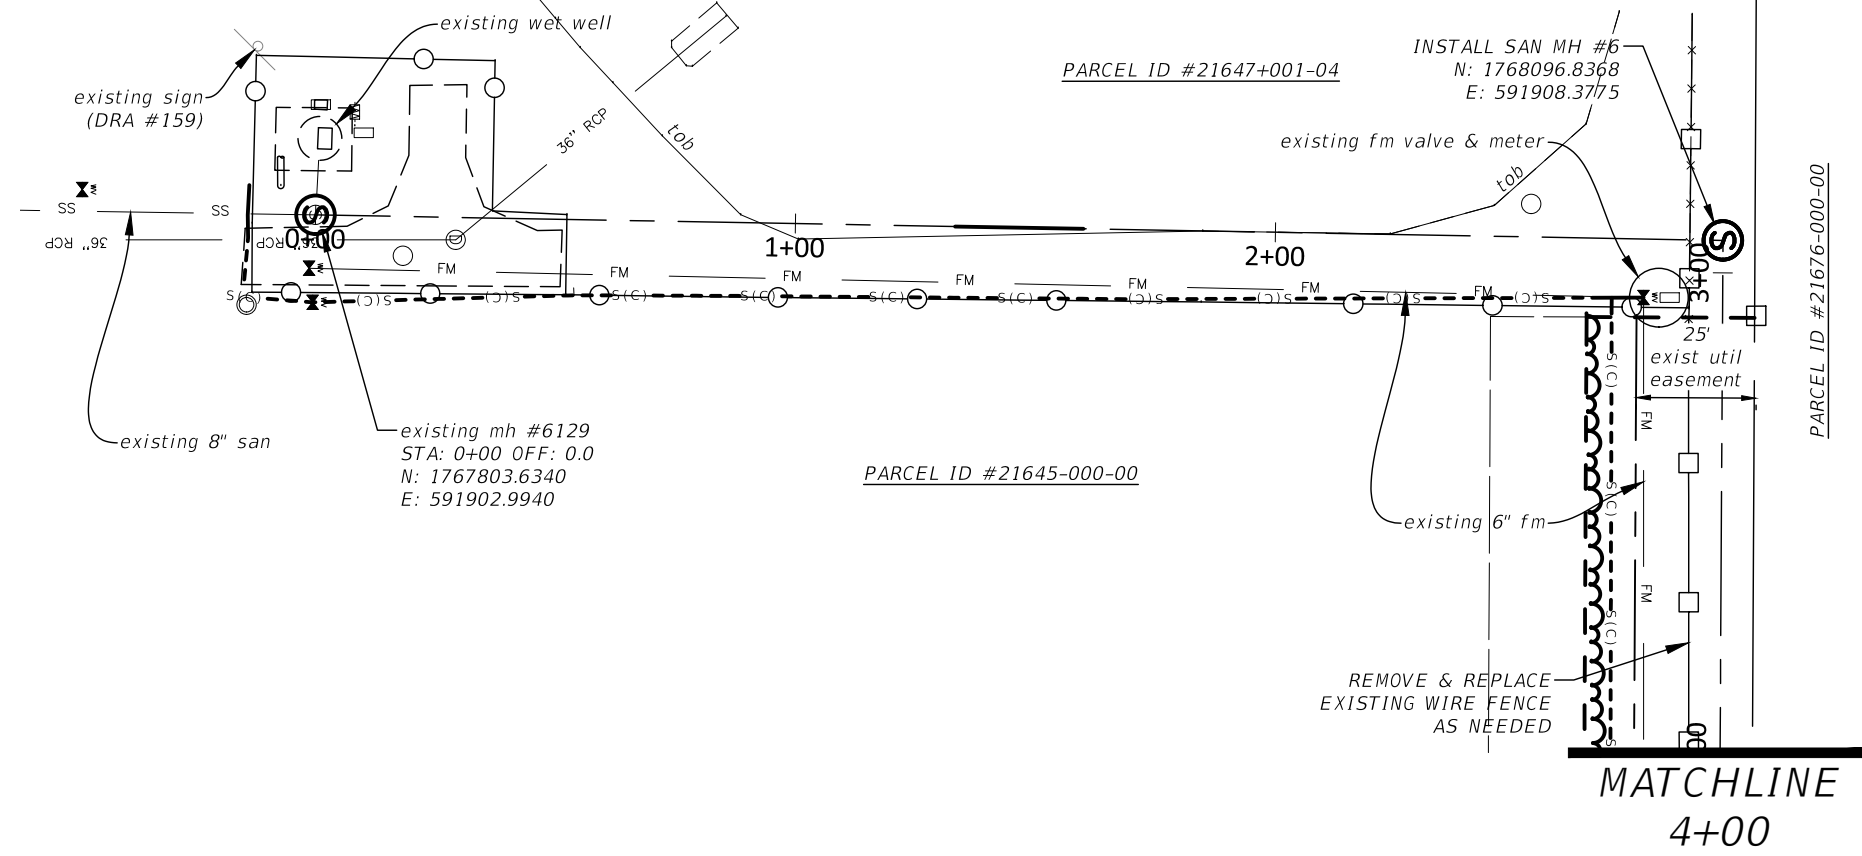 existing wet well
existing sign
(DRA #159)
PARCEL ID #21647+001-04
INSTALL SAN MH #6
N: 1768096.8368
E: 591908.3775
existing fm valve & meter
36" RCP
tob
tob
SS
SS
36" RCP
36" RCP
0+00
1+00
2+00
3+00
S
S
FM
FM
FM
FM
FM
FM
FM
S(C)
S(C)S
S(C)S
S(C)S
S(C)S
S(C)S
S(C)S
S(C)S
S(C)S
S(C)S
S(C)S
PARCEL ID #21676-000-00
25'
exist util
easement
existing 8" san
existing mh #6129
STA: 0+00 OFF: 0.0
N: 1767803.6340
E: 591902.9940
PARCEL ID #21645-000-00
existing 6" fm
S(C)
S(C)
S(C)
S
FM
FM
REMOVE & REPLACE
EXISTING WIRE FENCE
AS NEEDED
00
MATCHLINE
4+00